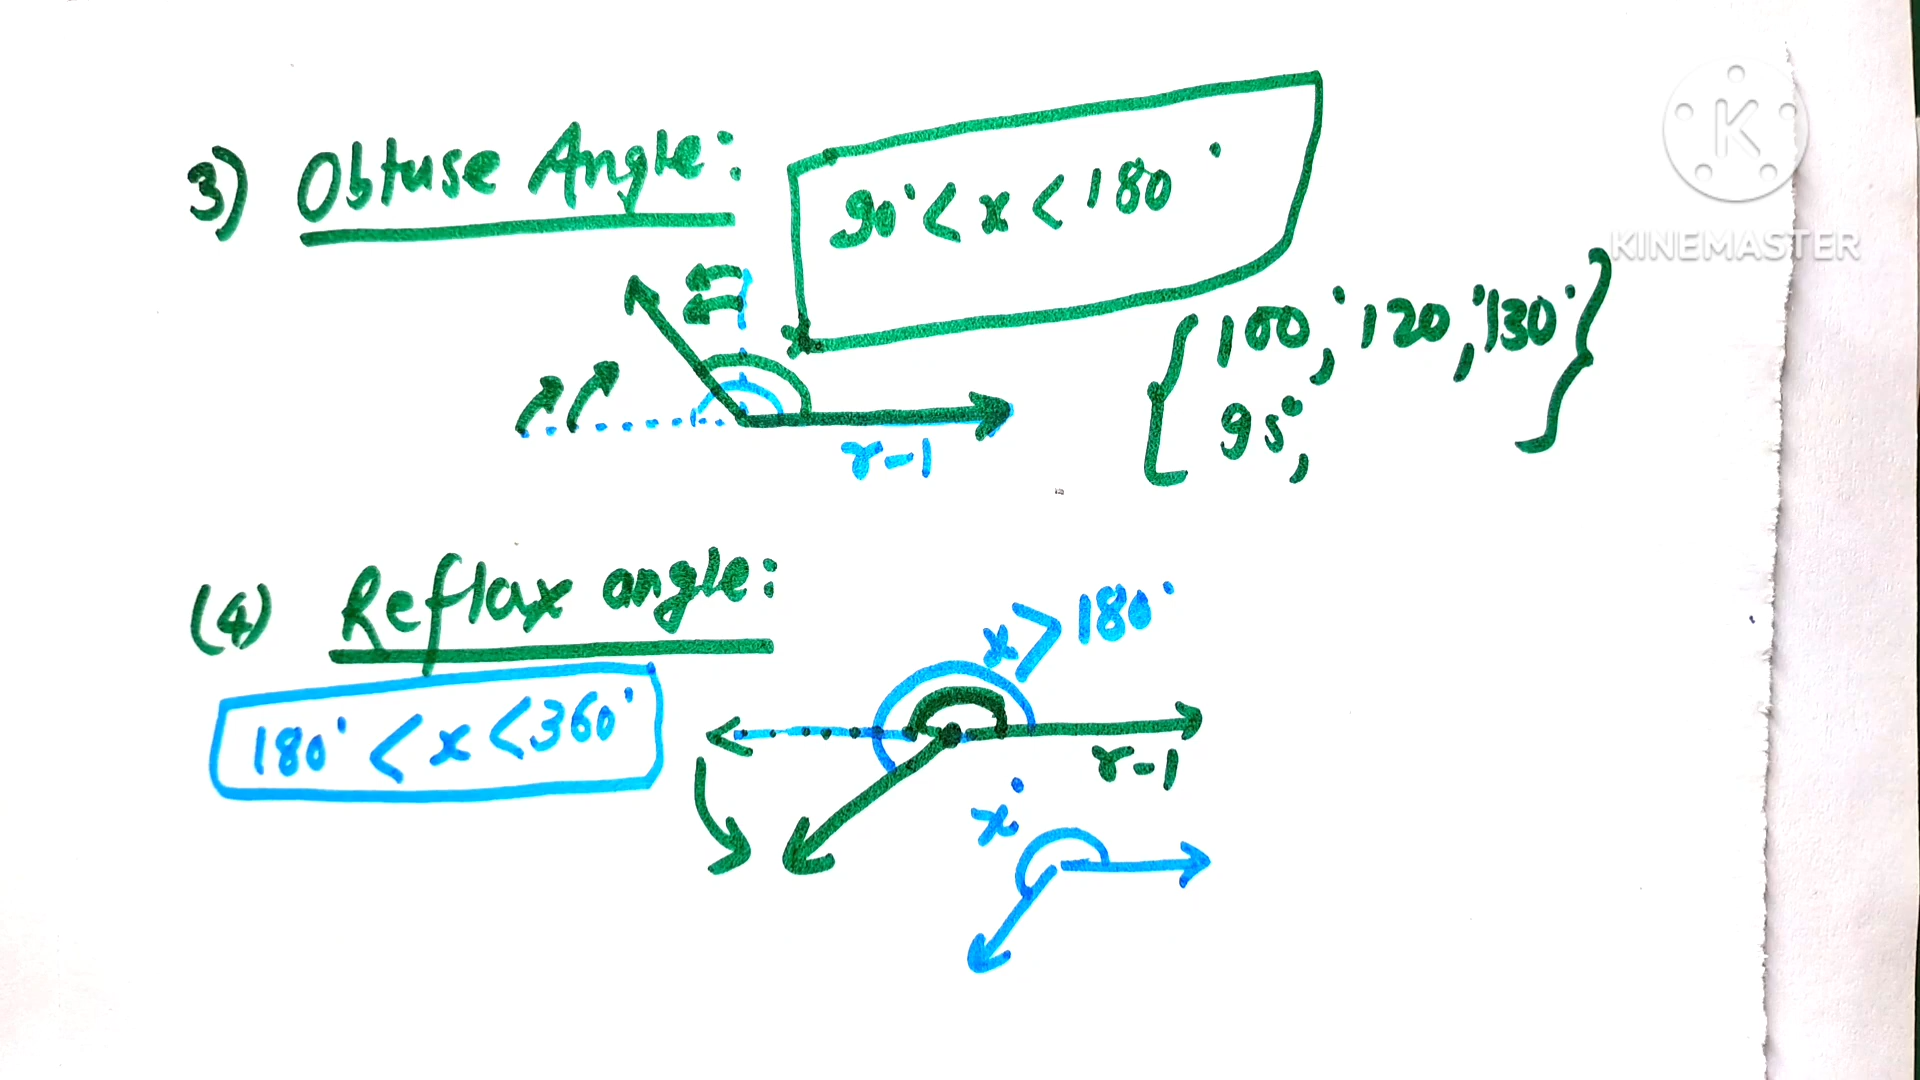 3) Obtuse Angle:
90° < x < 180°
{ 100°, 120°, 130° }
95°,
r-1
(4) Reflax angle:
180° < x < 360°
x > 180°
r-1
x°
K
KINEMASTER